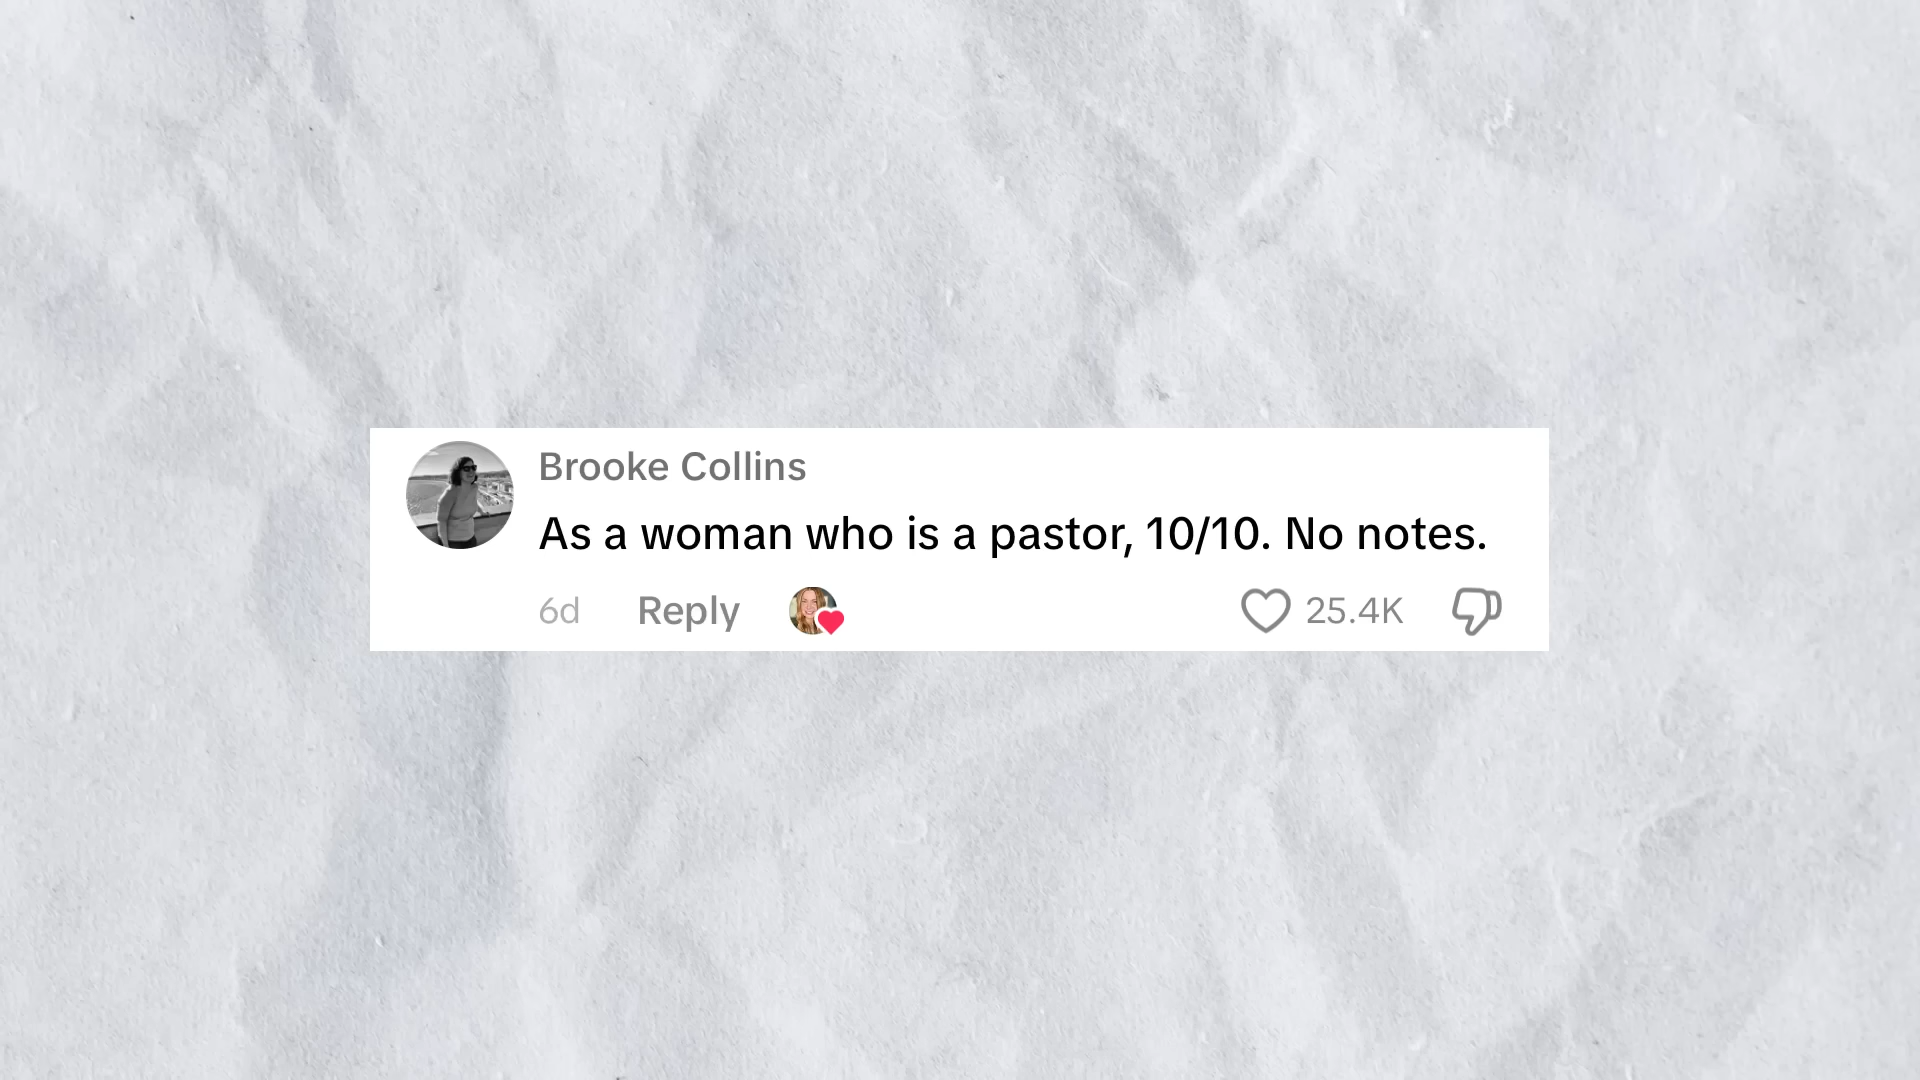 Brooke Collins
As a woman who is a pastor, 10/10. No notes.
6d Reply 25.4K